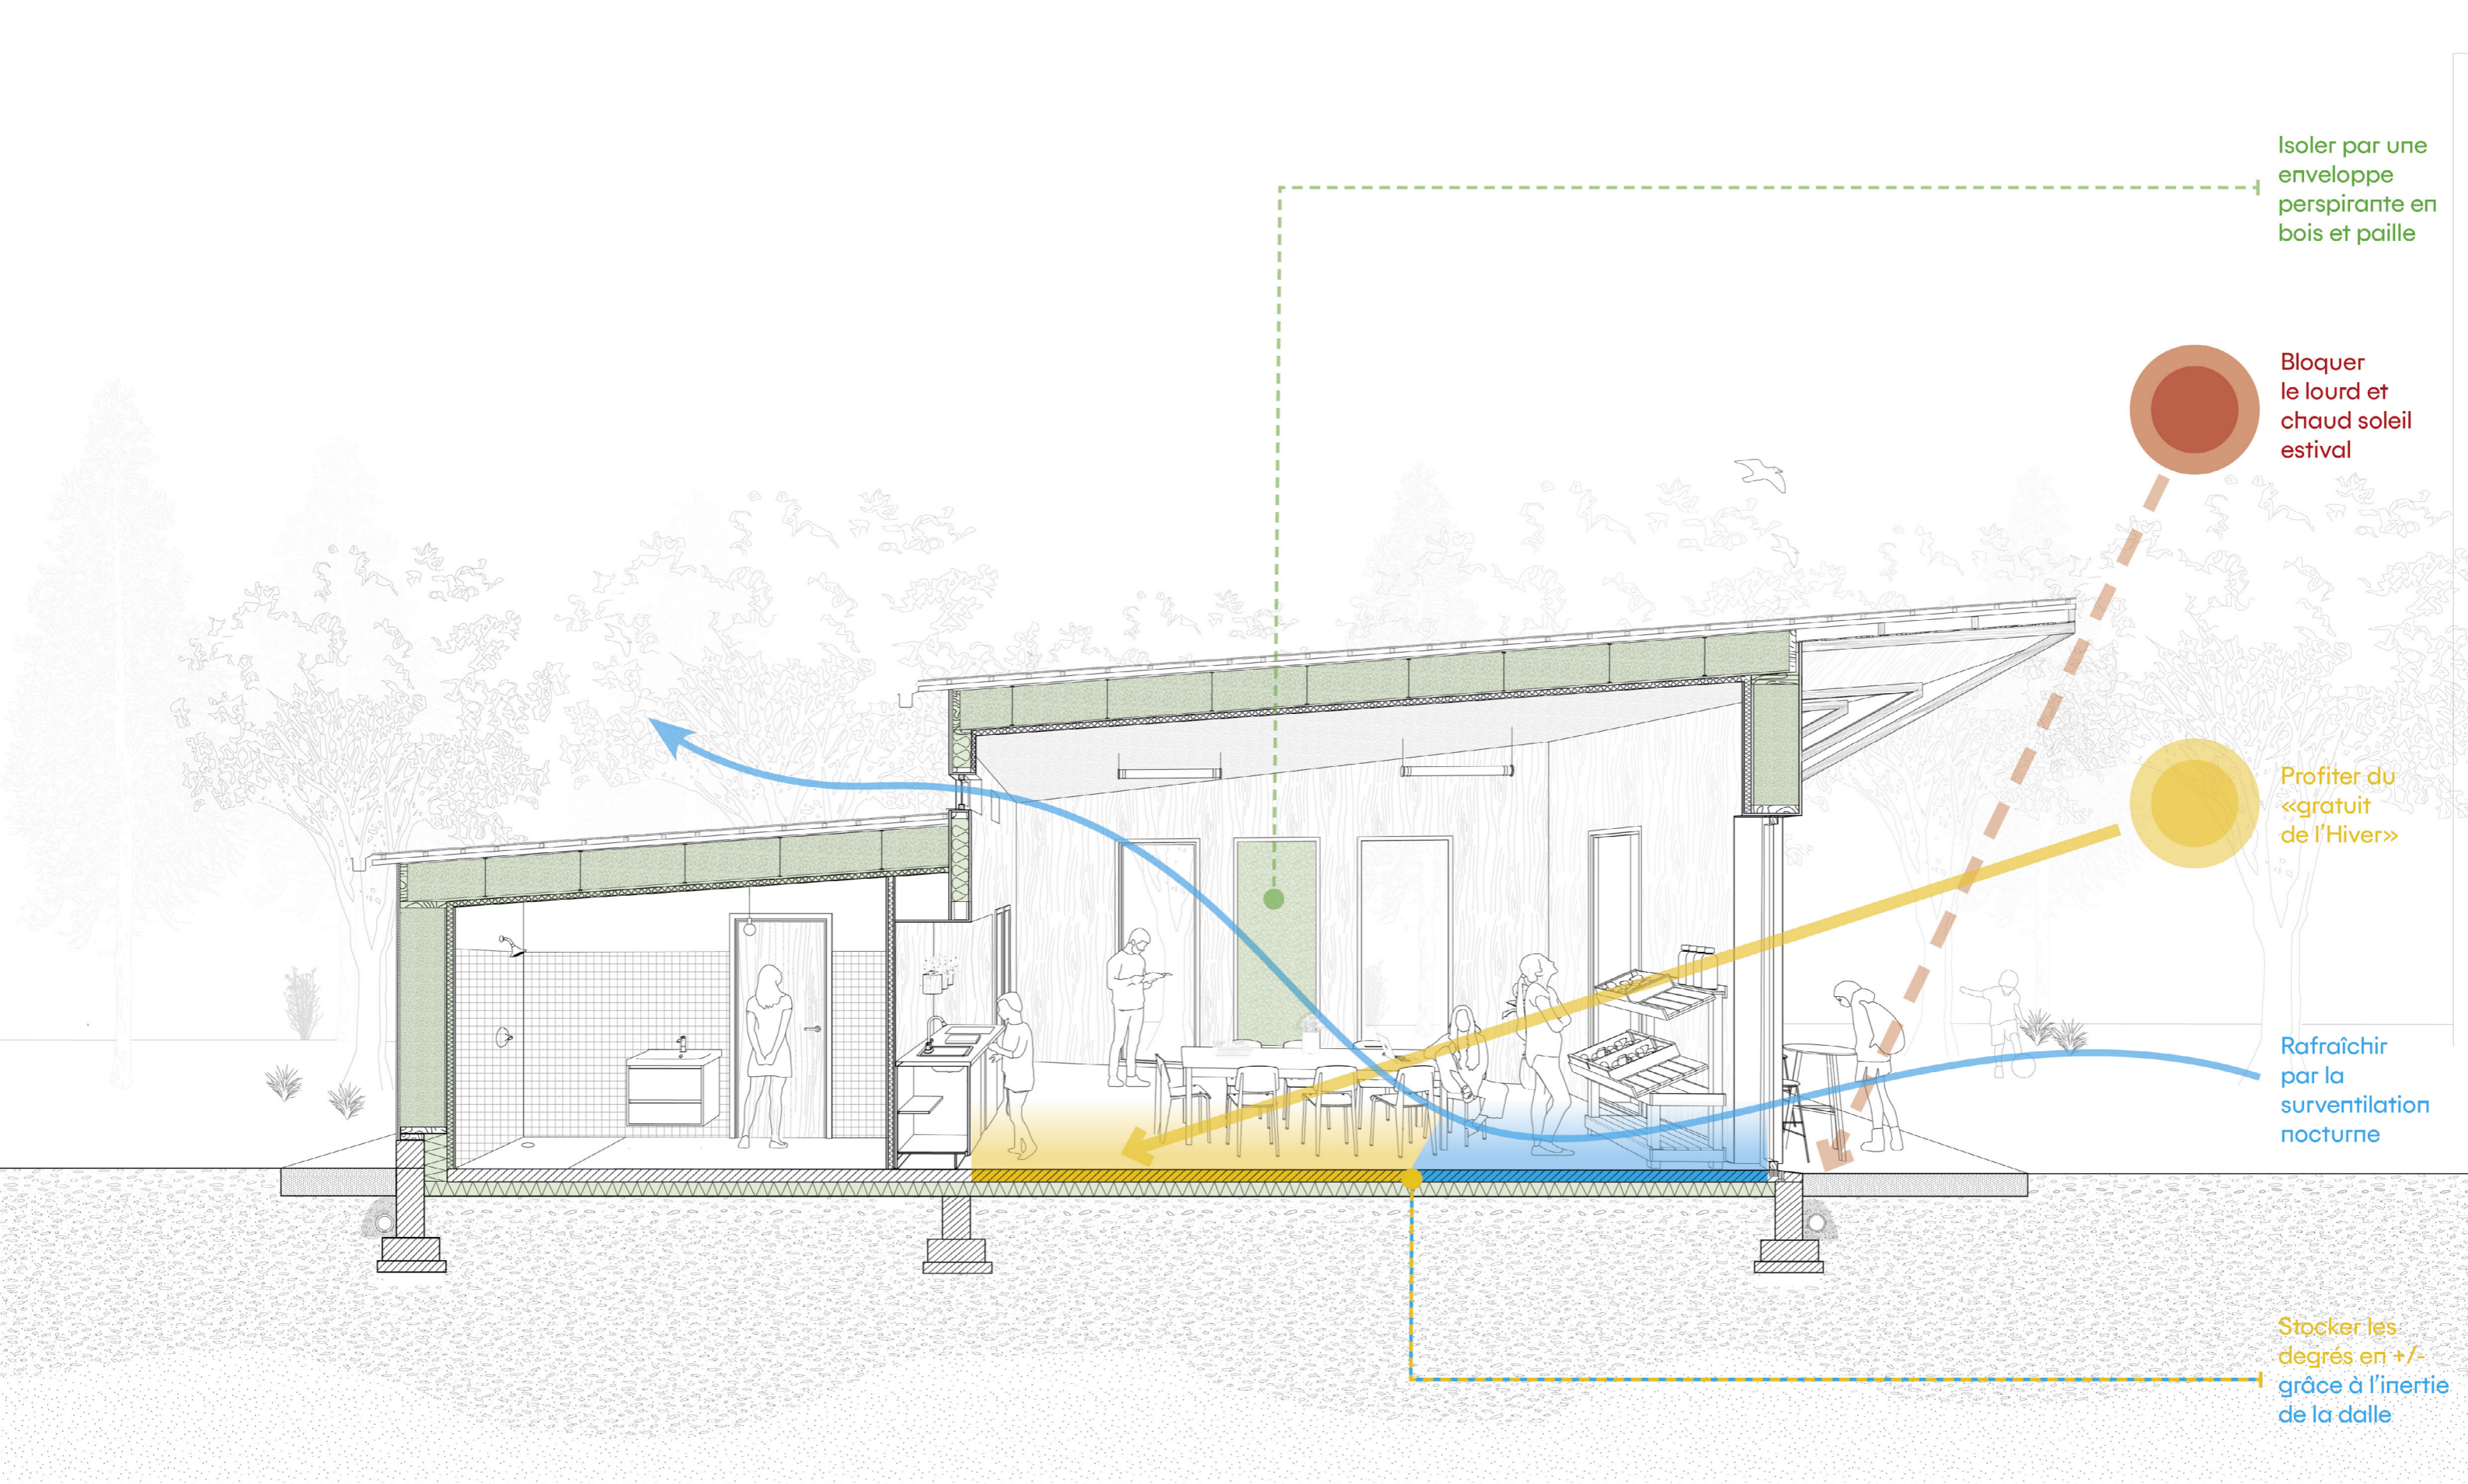 Isoler par une
enveloppe
perspirante en
bois et paille
Bloquer
le lourd et
chaud soleil
estival
Profiter du
«gratuit
de l'Hiver»
Rafraîchir
par la
surventilation
nocturne
Stocker les
degrés en +/-
grâce à l'inertie
de la dalle